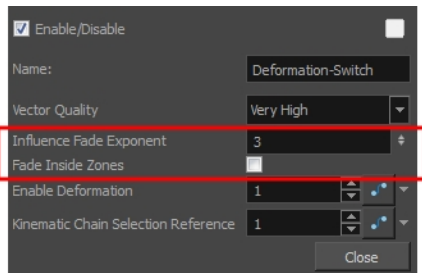 Enable/Disable
Name: Deformation-Switch
Vector Quality Very High
Influence Fade Exponent 3
Fade Inside Zones
Enable Deformation 1
Kinematic Chain Selection Reference 1
Close